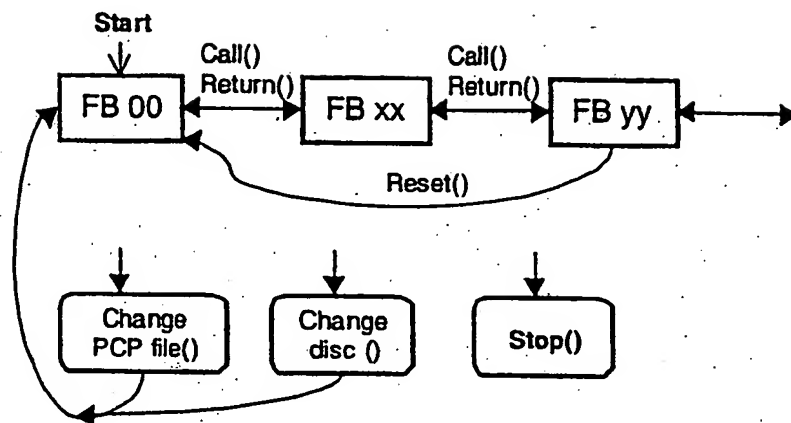 Start
Call()
Return()
Call()
Return()
FB 00
FB xx
FB yy
Reset()
Change
PCP file()
Change
disc ()
Stop()